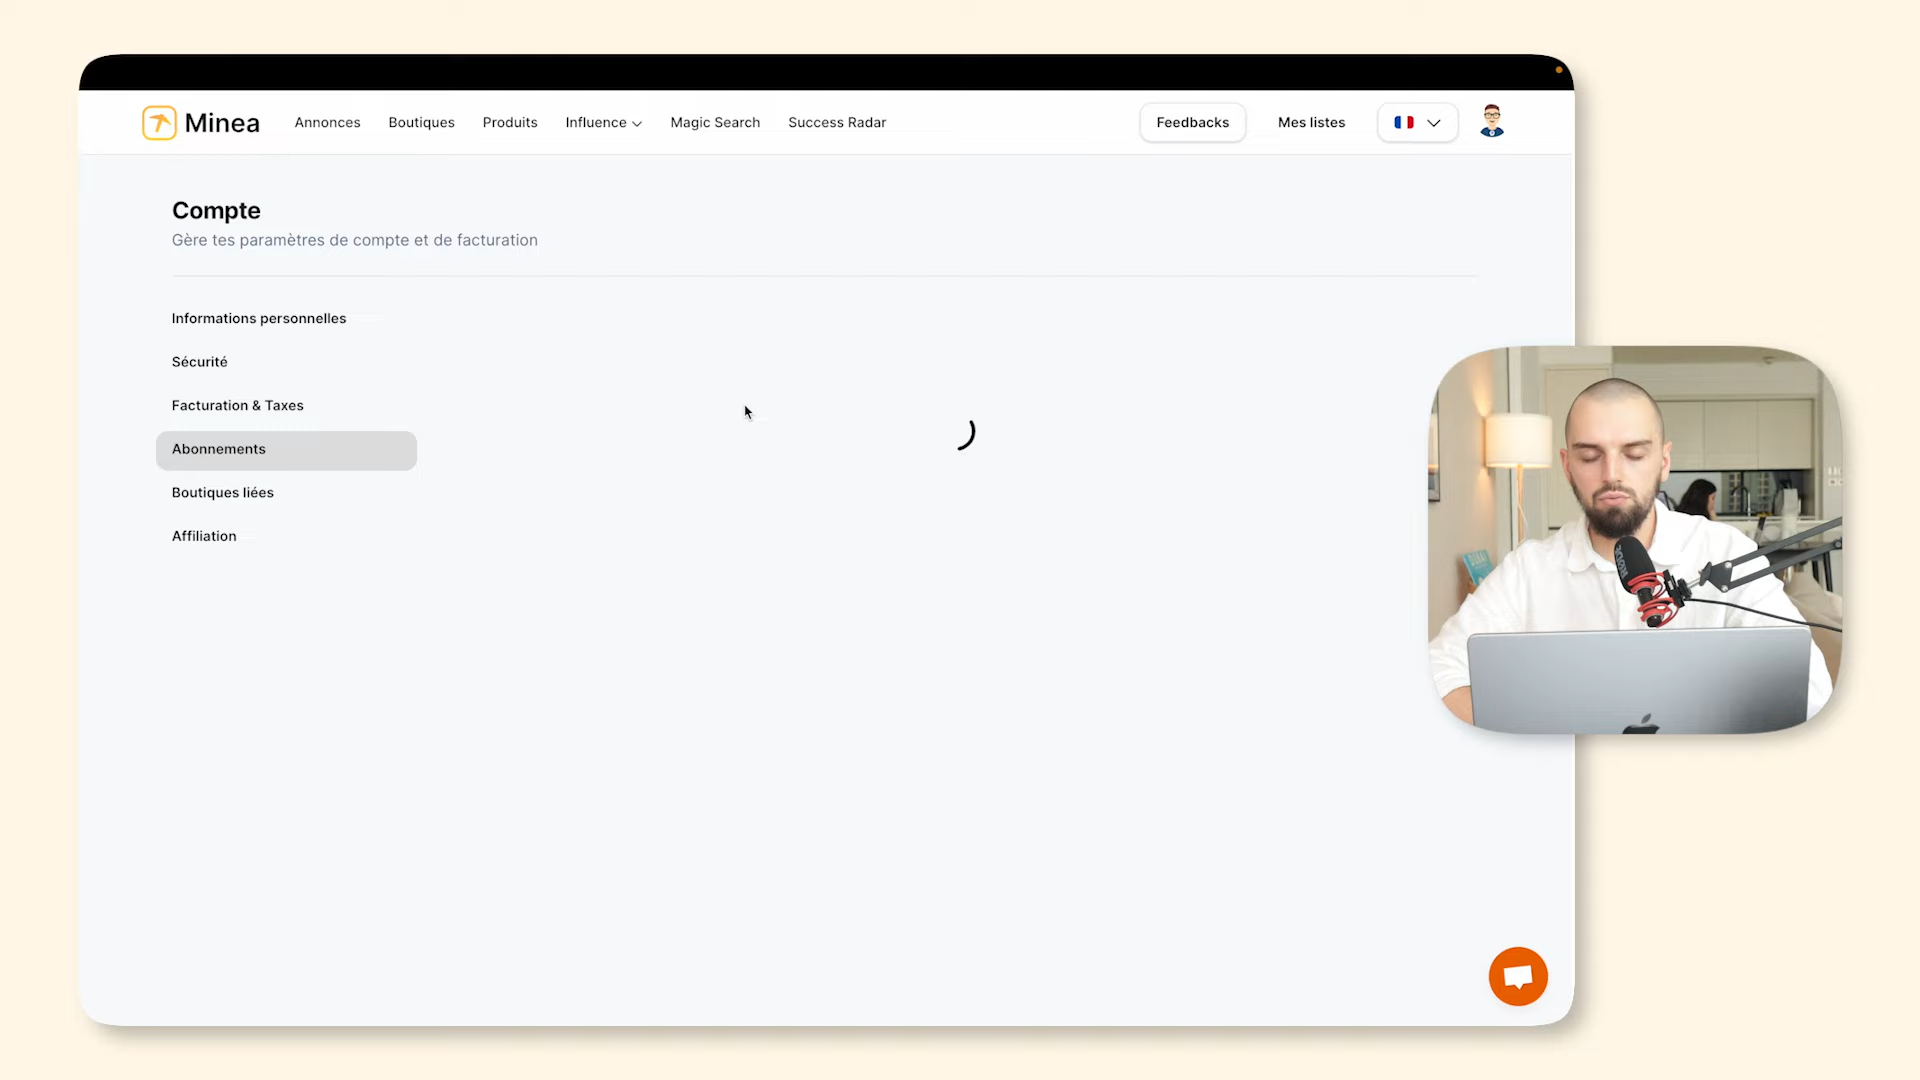 Minea
Annonces
Boutiques
Produits
Influence
Magic Search
Success Radar
Feedbacks
Mes listes
Compte
Gère tes paramètres de compte et de facturation
Informations personnelles
Sécurité
Facturation & Taxes
Abonnements
Boutiques liées
Affiliation
RØDE